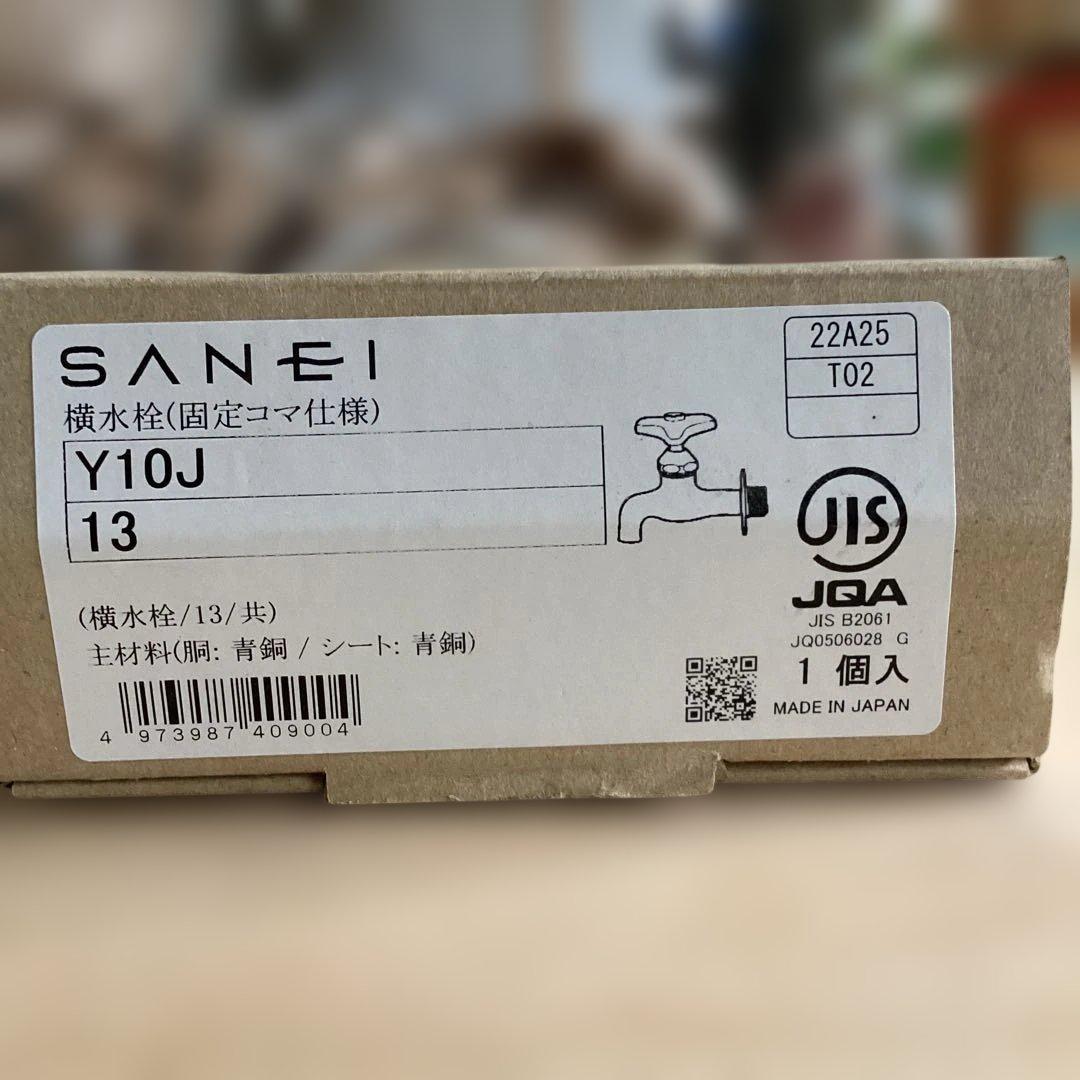 SANEI
横水栓(固定コマ仕様)
Y10J
13
22A25
T02
JIS
JQA
JIS B2061
JQ0506028 G
(横水栓/13/共)
主材料(胴: 青銅 / シート: 青銅)
4 973987 409004
1 個入
MADE IN JAPAN